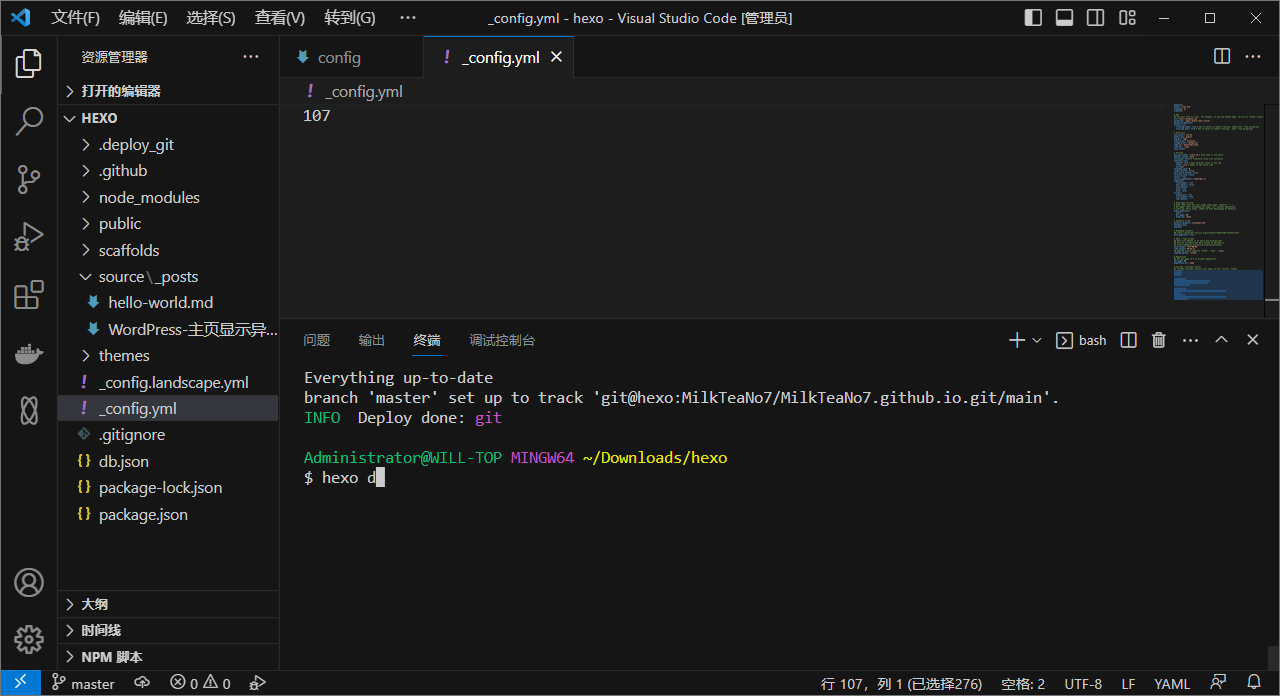 文件(F) 编辑(E) 选择(S) 查看(V) 转到(G) ··· _config.yml - hexo - Visual Studio Code [管理员]
资源管理器 ···
打开的编辑器
HEXO
.deploy_git
.github
node_modules
public
scaffolds
source\_posts
hello-world.md
WordPress-主页显示异...
themes
! _config.landscape.yml
! _config.yml
.gitignore
{} db.json
{} package-lock.json
{} package.json
大纲
时间线
NPM 脚本
config ! _config.yml
! _config.yml
107
问题 输出 终端 调试控制台 bash
Everything up-to-date
branch 'master' set up to track 'git@hexo:MilkTeaNo7/MilkTeaNo7.github.io.git/main'.
INFO Deploy done: git
Administrator@WILL-TOP MINGW64 ~/Downloads/hexo
$ hexo d
master 0 0 行 107，列 1 (已选择276) 空格: 2 UTF-8 LF YAML